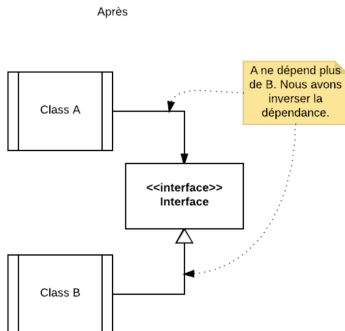 Après
A ne dépend plus
de B. Nous avons
inverser la
dépendance.
Class A
<<interface>>
Interface
Class B